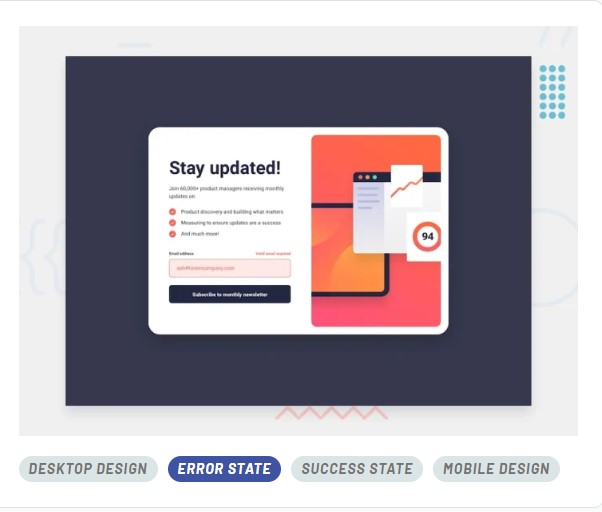 Stay updated!
Join 60,000+ product managers receiving monthly
updates on:
Product discovery and building what matters
Measuring to ensure updates are a success
And much more!
Email address Valid email required
ash#loremcompany.com
Subscribe to monthly newsletter
94
DESKTOP DESIGN ERROR STATE SUCCESS STATE MOBILE DESIGN